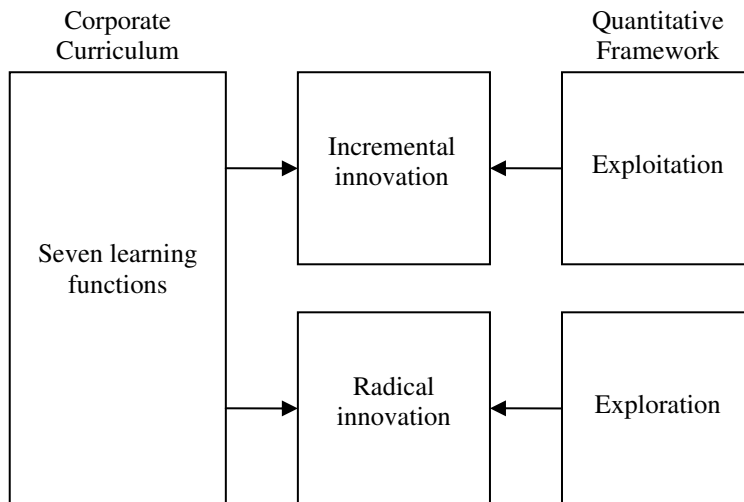 Corporate
Curriculum
Quantitative
Framework
Incremental
innovation
Exploitation
Seven learning
functions
Radical
innovation
Exploration